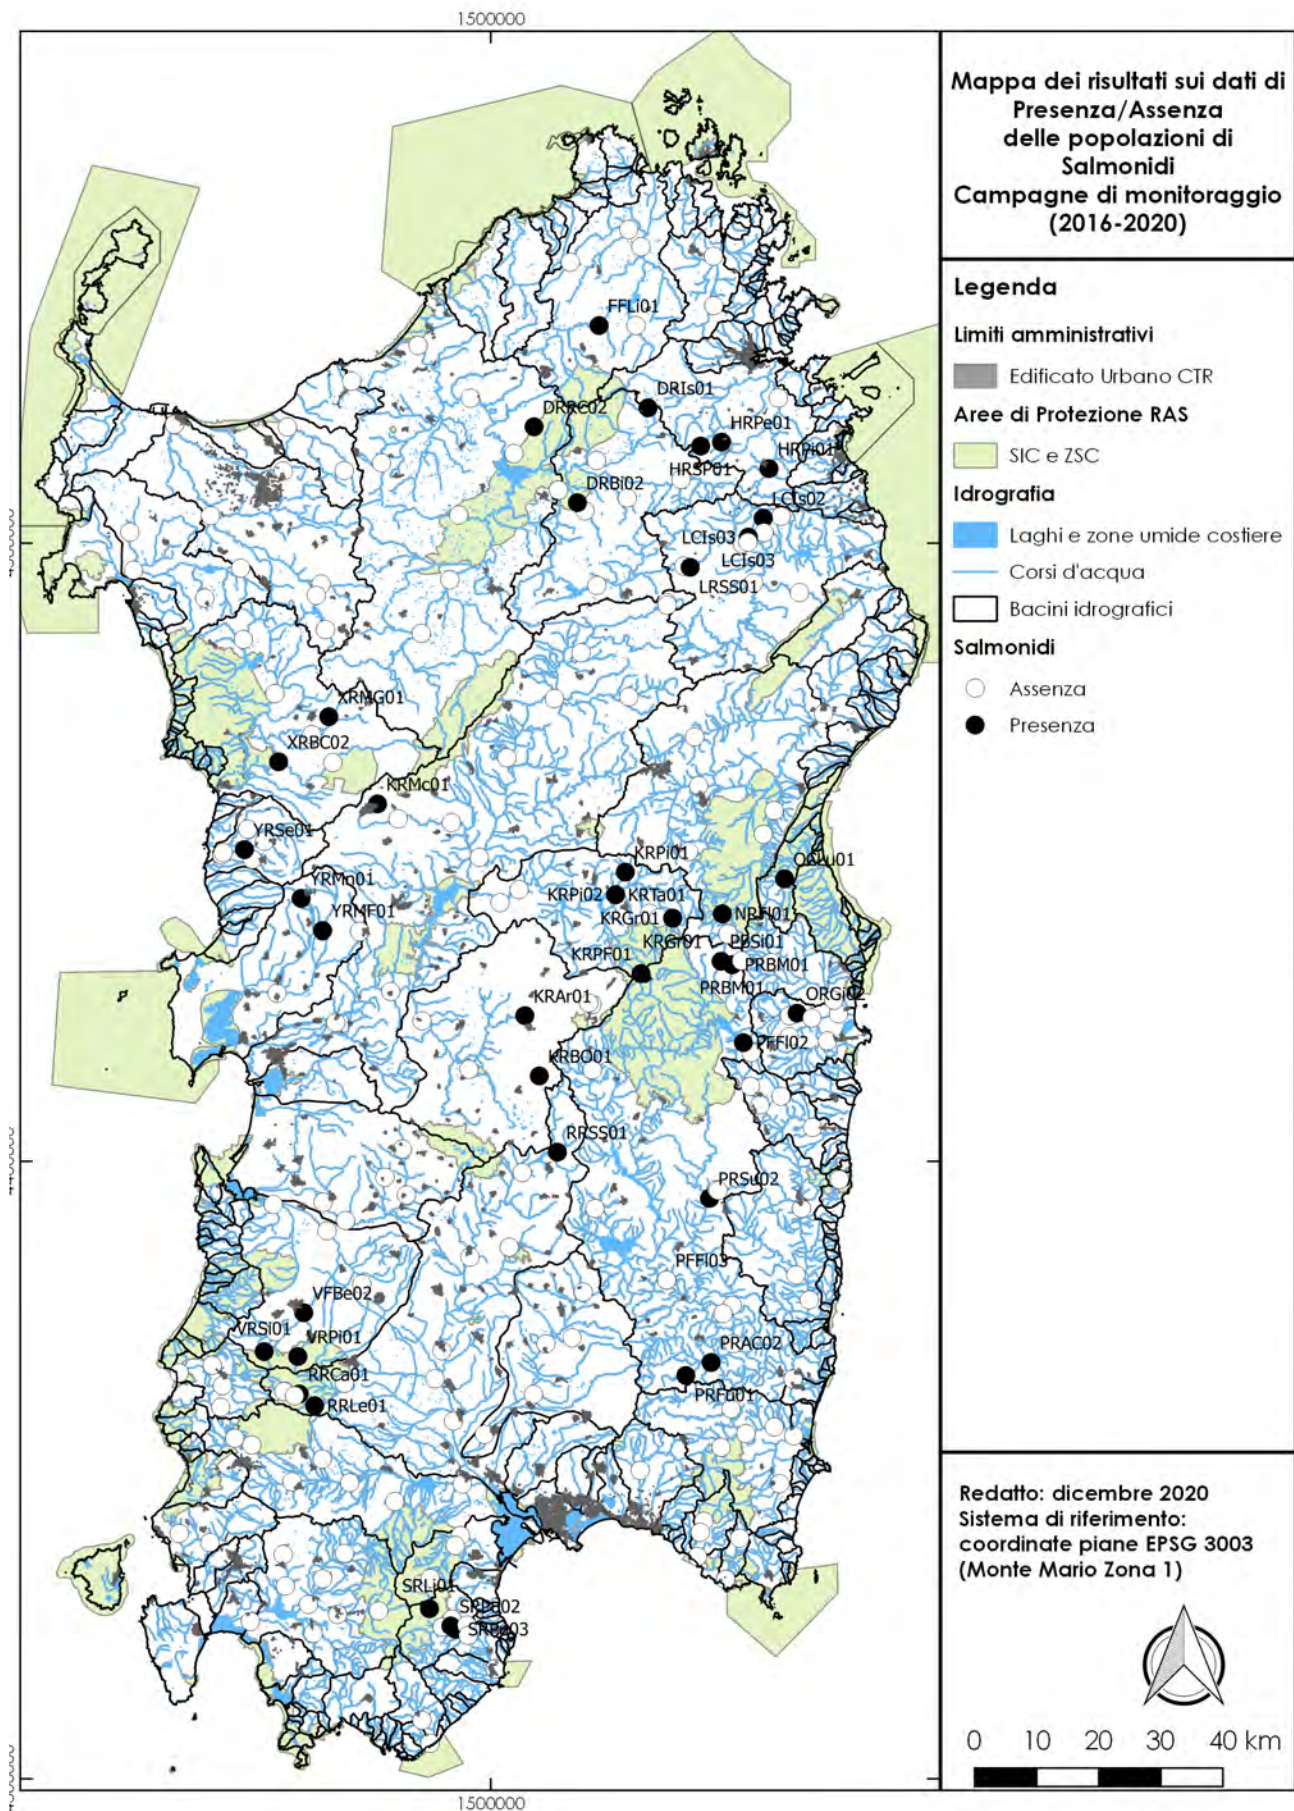 1500000
Mappa dei risultati sui dati di
Presenza/Assenza
delle popolazioni di
Salmonidi
Campagne di monitoraggio
(2016-2020)
Legenda
Limiti amministrativi
Edificato Urbano CTR
Aree di Protezione RAS
SIC e ZSC
Idrografia
Laghi e zone umide costiere
Corsi d'acqua
Bacini idrografici
Salmonidi
Assenza
Presenza
FFLi01
DRIs01
DRRC02
HRPe01
HRSP01
HRPi01
DRBi02
LCIs02
LCIs03
LCIs03
LRSS01
XRMG01
XRBC02
KRMc01
YRSe01
KRPi01
YRMn01
KRPi02
KRTa01
YRMF01
KRGr01
NRFl01
KRGr01
PBSi01
KRPF01
PRBM01
PRBM01
KRAr01
ORGi02
PFFl02
KRBO01
RRSS01
PRSu02
PFFl03
VFBe02
VRSi01
VRPi01
PRAC02
RRCa01
PRFu01
RRLe01
SRLi01
1500000
Redatto: dicembre 2020
Sistema di riferimento:
coordinate piane EPSG 3003
(Monte Mario Zona 1)
0 10 20 30 40 km